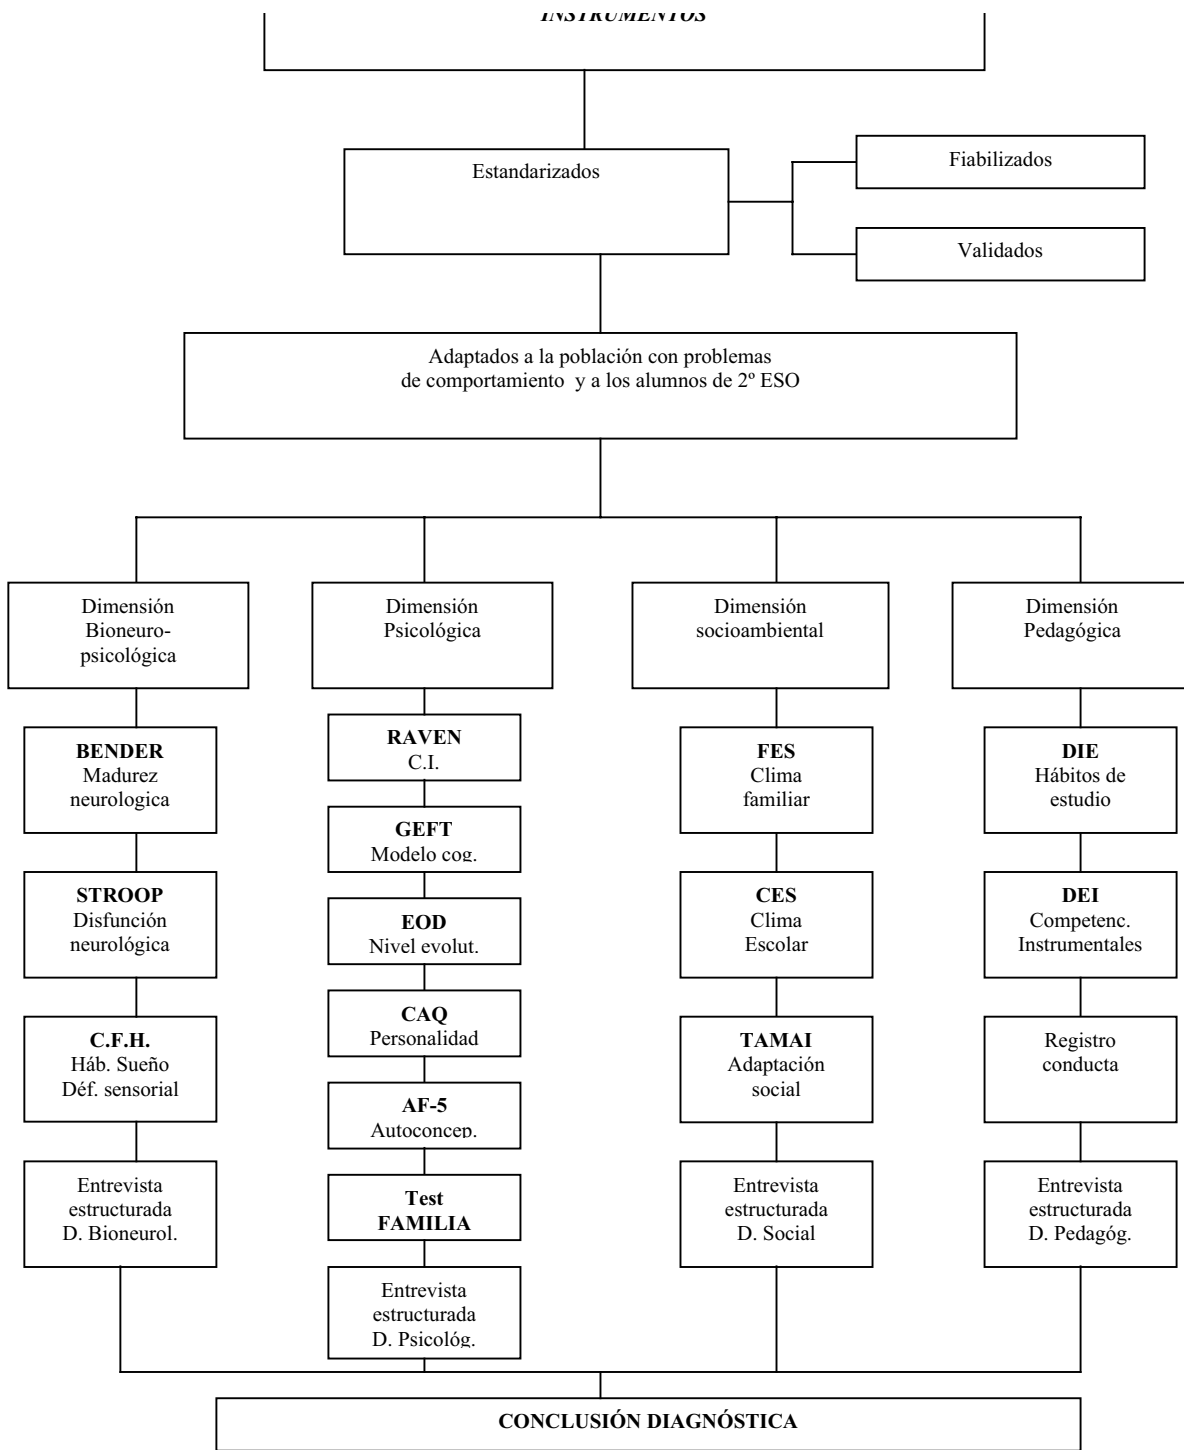 INSTRUMENTOS
Estandarizados
Fiabilizados
Validados
Adaptados a la población con problemas
de comportamiento y a los alumnos de 2º ESO
Dimensión
Bioneuro-
psicológica
Dimensión
Psicológica
Dimensión
socioambiental
Dimensión
Pedagógica
BENDER
Madurez
neurologica
STROOP
Disfunción
neurológica
C.F.H.
Háb. Sueño
Déf. sensorial
Entrevista
estructurada
D. Bioneurol.
RAVEN
C.I.
GEFT
Modelo cog.
EOD
Nivel evolut.
CAQ
Personalidad
AF-5
Autoconcep.
Test
FAMILIA
Entrevista
estructurada
D. Psicológ.
FES
Clima
familiar
CES
Clima
Escolar
TAMAI
Adaptación
social
Entrevista
estructurada
D. Social
DIE
Hábitos de
estudio
DEI
Competenc.
Instrumentales
Registro
conducta
Entrevista
estructurada
D. Pedagóg.
CONCLUSIÓN DIAGNÓSTICA